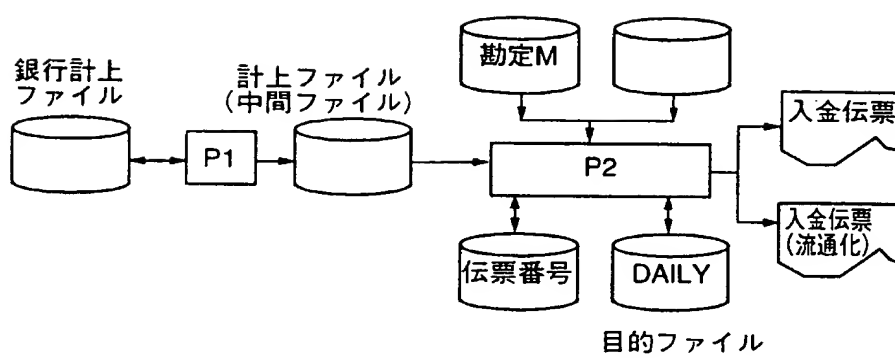 銀行計上
ファイル
計上ファイル
(中間ファイル)
勘定M
P1
P2
入金伝票
入金伝票
(流通化)
伝票番号
DAILY
目的ファイル